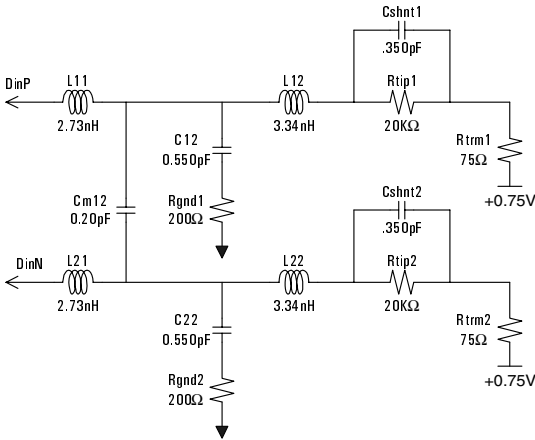 Cshnt1
.350pF
DinP
L11
L12
Rtip1
2.73nH
3.34nH
20KΩ
C12
0.550pF
Rtrm1
75Ω
Cm12
0.20pF
Rgnd1
200Ω
Cshnt2
+0.75V
.350pF
DinN
L21
L22
Rtip2
2.73nH
3.34nH
20KΩ
C22
0.550pF
Rtrm2
75Ω
Rgnd2
200Ω
+0.75V